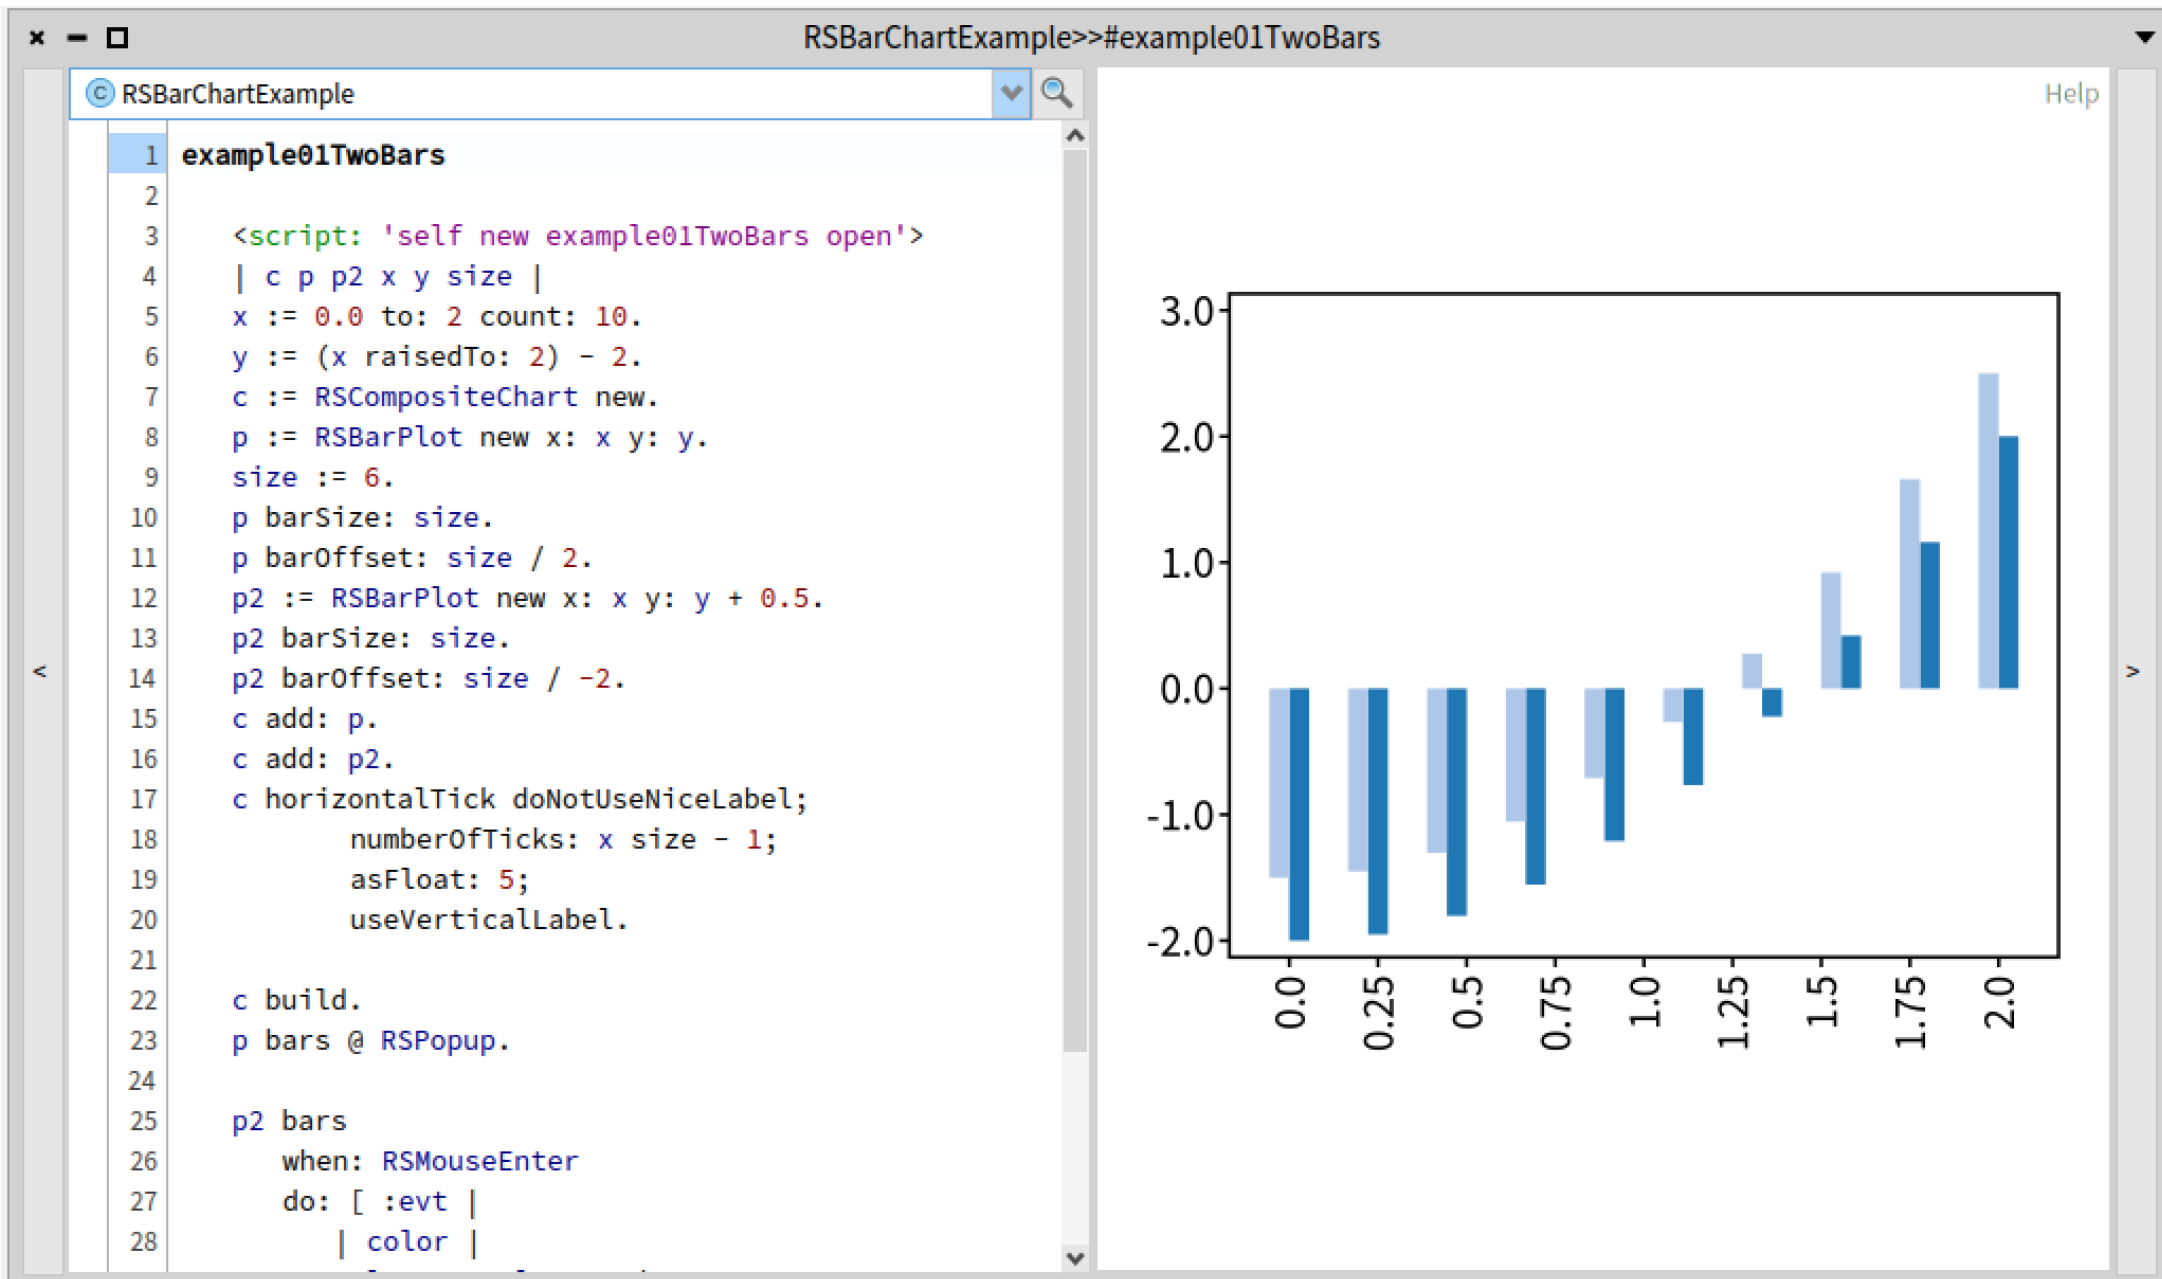 RSBarChartExample>>#example01TwoBars
RSBarChartExample
Help
1 example01TwoBars
2
3 <script: 'self new example01TwoBars open'>
4 | c p p2 x y size |
5 x := 0.0 to: 2 count: 10.
6 y := (x raisedTo: 2) - 2.
7 c := RSCompositeChart new.
8 p := RSBarPlot new x: x y: y.
9 size := 6.
10 p barSize: size.
11 p barOffset: size / 2.
12 p2 := RSBarPlot new x: x y: y + 0.5.
13 p2 barSize: size.
14 p2 barOffset: size / -2.
15 c add: p.
16 c add: p2.
17 c horizontalTick doNotUseNiceLabel;
18 numberOfTicks: x size - 1;
19 asFloat: 5;
20 useVerticalLabel.
21
22 c build.
23 p bars @ RSPopup.
24
25 p2 bars
26 when: RSMouseEnter
27 do: [ :evt |
28 | color |
<
>
3.0
2.0
1.0
0.0
-1.0
-2.0
0.0
0.25
0.5
0.75
1.0
1.25
1.5
1.75
2.0